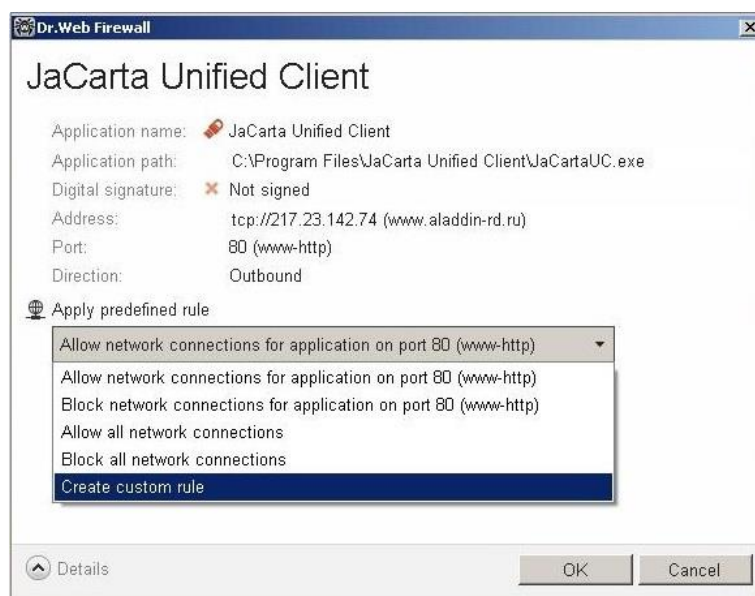 Dr.Web Firewall
JaCarta Unified Client
Application name: JaCarta Unified Client
Application path: C:\Program Files\JaCarta Unified Client\JaCartaUC.exe
Digital signature: Not signed
Address: tcp://217.23.142.74 (www.aladdin-rd.ru)
Port: 80 (www-http)
Direction: Outbound
Apply predefined rule
Allow network connections for application on port 80 (www-http)
Allow network connections for application on port 80 (www-http)
Block network connections for application on port 80 (www-http)
Allow all network connections
Block all network connections
Create custom rule
Details OK Cancel